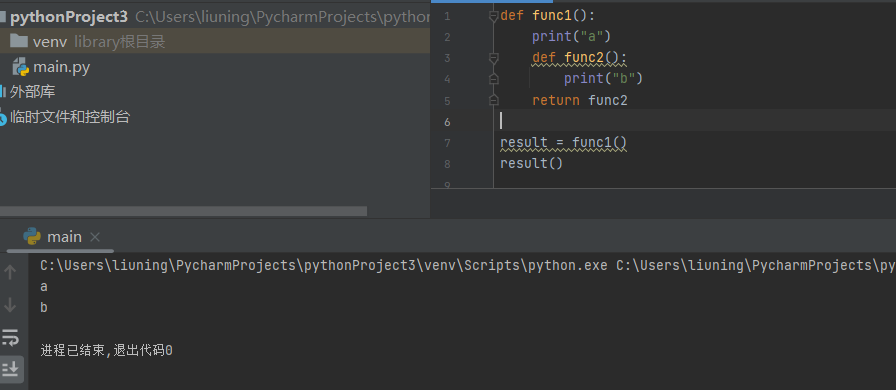 pythonProject3 C:\Users\liuning\PycharmProjects\python
venv library根目录
main.py
外部库
临时文件和控制台
1 def func1():
2 print("a")
3 def func2():
4 print("b")
5 return func2
6
7 result = func1()
8 result()
9
main
C:\Users\liuning\PycharmProjects\pythonProject3\venv\Scripts\python.exe C:\Users\liuning\PycharmProjects\py
a
b
进程已结束,退出代码0